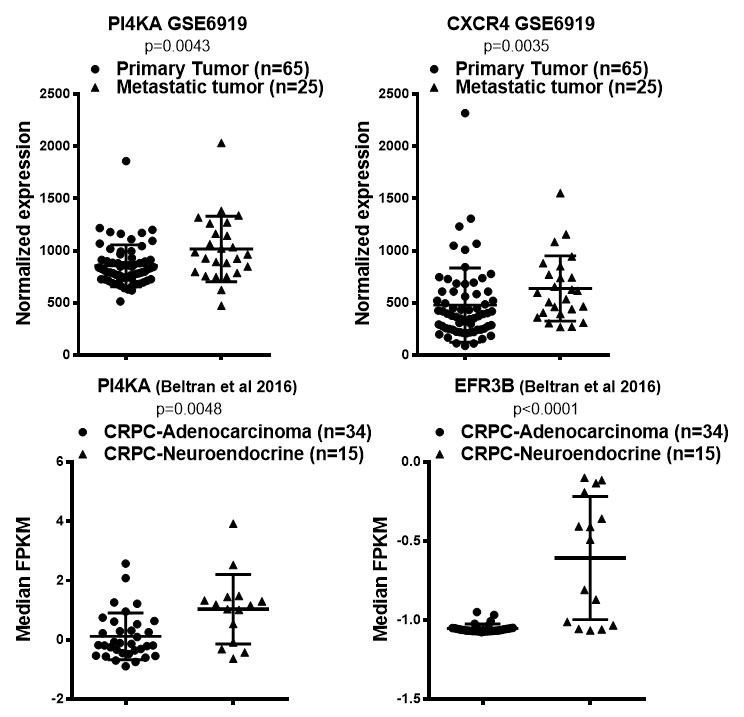 PI4KA GSE6919
p=0.0043
Primary Tumor (n=65)
Metastatic tumor (n=25)
Normalized expression
2500
2000
1500
1000
500
0
CXCR4 GSE6919
p=0.0035
Primary Tumor (n=65)
Metastatic tumor (n=25)
Normalized expression
2500
2000
1500
1000
500
0
PI4KA (Beltran et al 2016)
p=0.0048
CRPC-Adenocarcinoma (n=34)
CRPC-Neuroendocrine (n=15)
Median FPKM
6
4
2
0
-2
EFR3B (Beltran et al 2016)
p<0.0001
CRPC-Adenocarcinoma (n=34)
CRPC-Neuroendocrine (n=15)
Median FPKM
0.0
-0.5
-1.0
-1.5